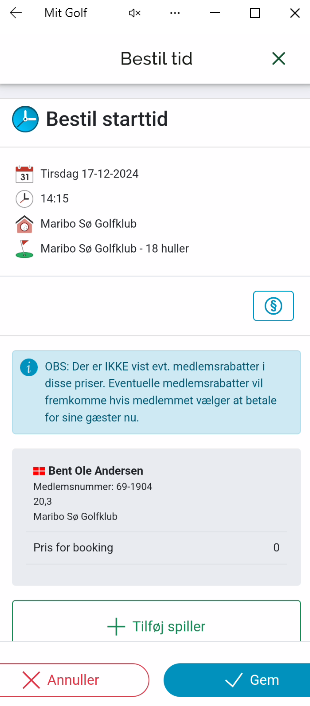 Mit Golf
Bestil tid
Bestil starttid
31
Tirsdag 17-12-2024
14:15
Maribo Sø Golfklub
Maribo Sø Golfklub - 18 huller
§
i
OBS: Der er IKKE vist evt. medlemsrabatter i
disse priser. Eventuelle medlemsrabatter vil
fremkomme hvis medlemmet vælger at betale
for sine gæster nu.
Bent Ole Andersen
Medlemsnummer: 69-1904
20,3
Maribo Sø Golfklub
Pris for booking 0
Tilføj spiller
Annuller Gem